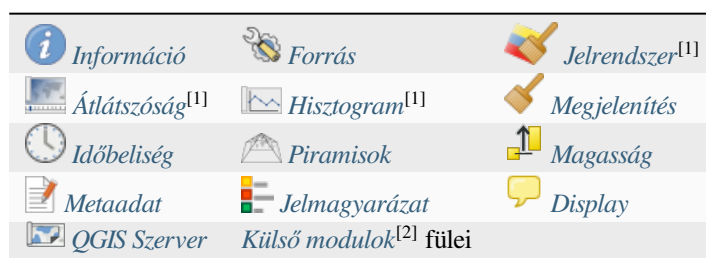 Információ Forrás Jelrendszer[1]
Átlátszóság[1] Hisztogram[1] Megjelenítés
Időbeliség Piramisok Magasság
Metaadat Jelmagyarázat Display
QGIS Szerver Külső modulok[2] fülei